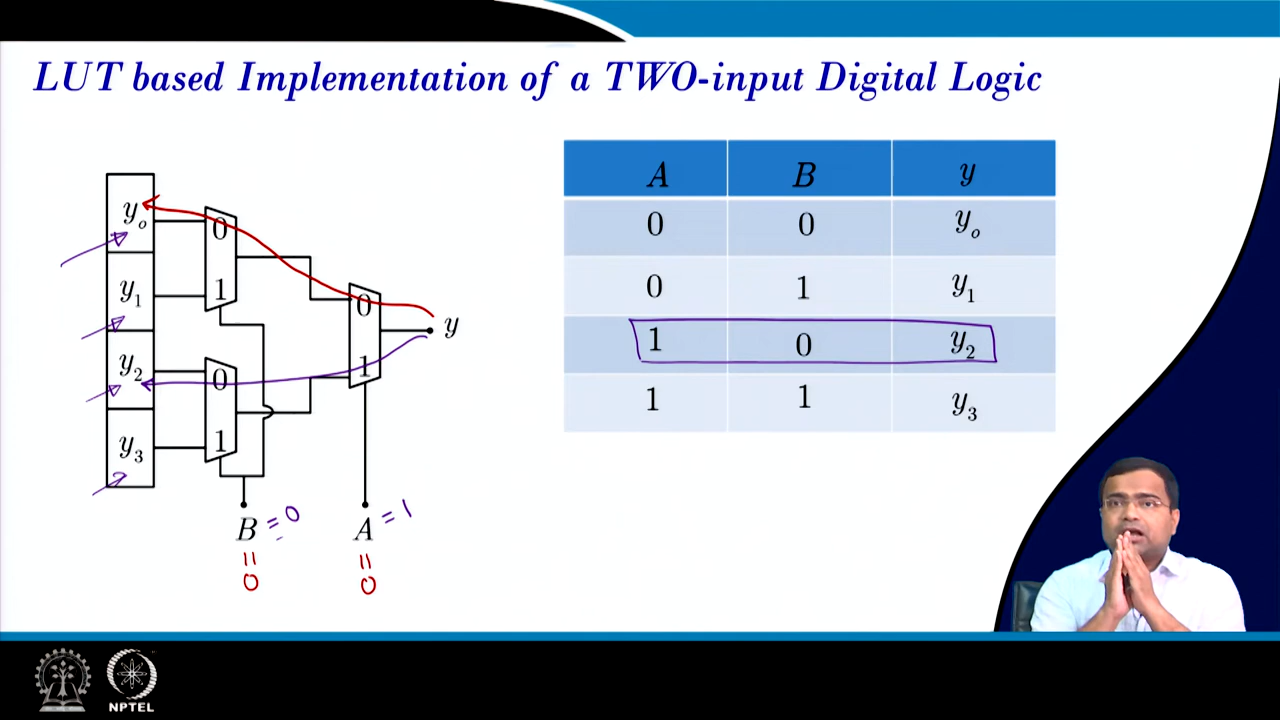 LUT based Implementation of a TWO-input Digital Logic
y₀
y₁
y₂
y₃
0
1
0
1
0
1
y
B = 0
A = 1
= 0
= 0
A B y
0 0 y₀
0 1 y₁
1 0 y₂
1 1 y₃
NPTEL